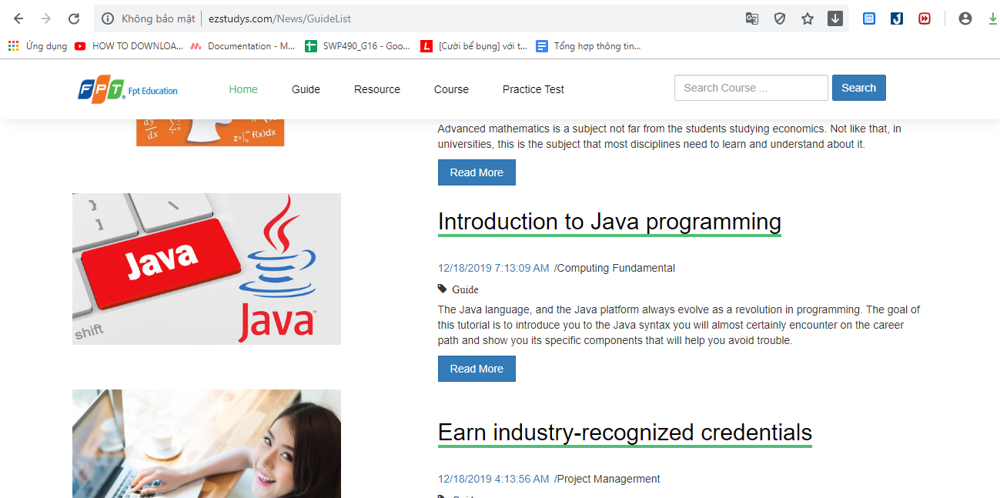 Không bảo mật ezstudys.com/News/GuideList
Ứng dụng HOW TO DOWNLOA... Documentation - M... SWP490_G16 - Goo... [Cười bể bụng] với t... Tổng hợp thông tin...
FPT Fpt Education Home Guide Resource Course Practice Test Search Course ... Search
dy/dx z=∫f(x)dx
Advanced mathematics is a subject not far from the students studying economics. Not like that, in
universities, this is the subject that most disciplines need to learn and understand about it.
Read More
Java
shift
Java™
Introduction to Java programming
12/18/2019 7:13:09 AM /Computing Fundamental
Guide
The Java language, and the Java platform always evolve as a revolution in programming. The goal of
this tutorial is to introduce you to the Java syntax you will almost certainly encounter on the career
path and show you its specific components that will help you avoid trouble.
Read More
Earn industry-recognized credentials
12/18/2019 4:13:56 AM /Project Managerment